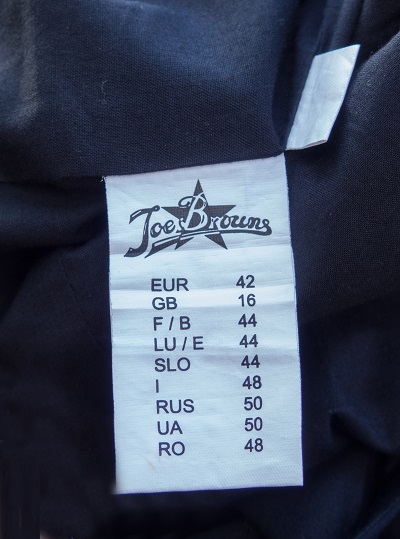 Joe Browns
EUR 42
GB 16
F / B 44
LU / E 44
SLO 44
I 48
RUS 50
UA 50
RO 48